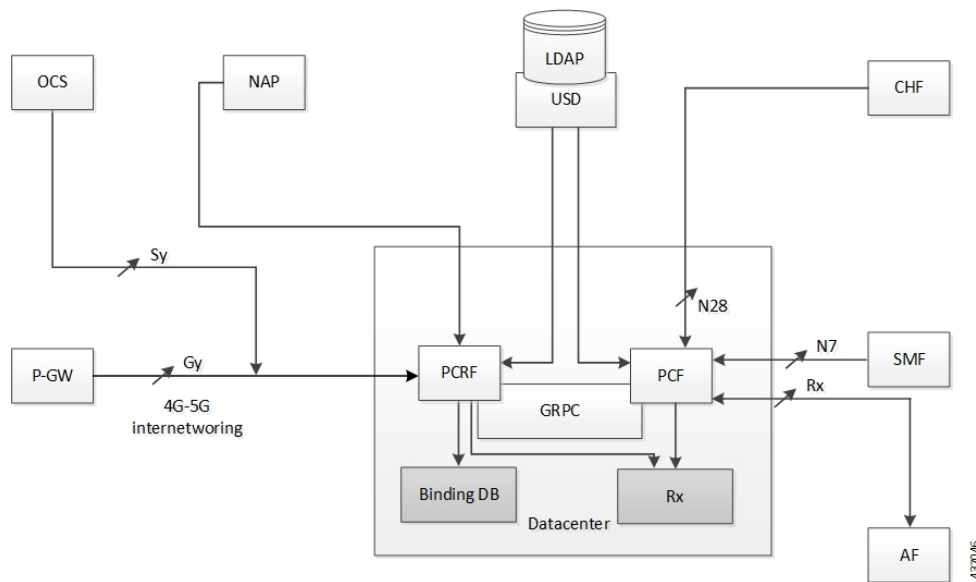 LDAP
OCS
NAP
USD
CHF
Sy
N28
Gy
N7
P-GW
PCRF
PCF
SMF
Rx
4G-5G
internetworing
GRPC
Binding DB
Rx
Datacenter
AF
437046